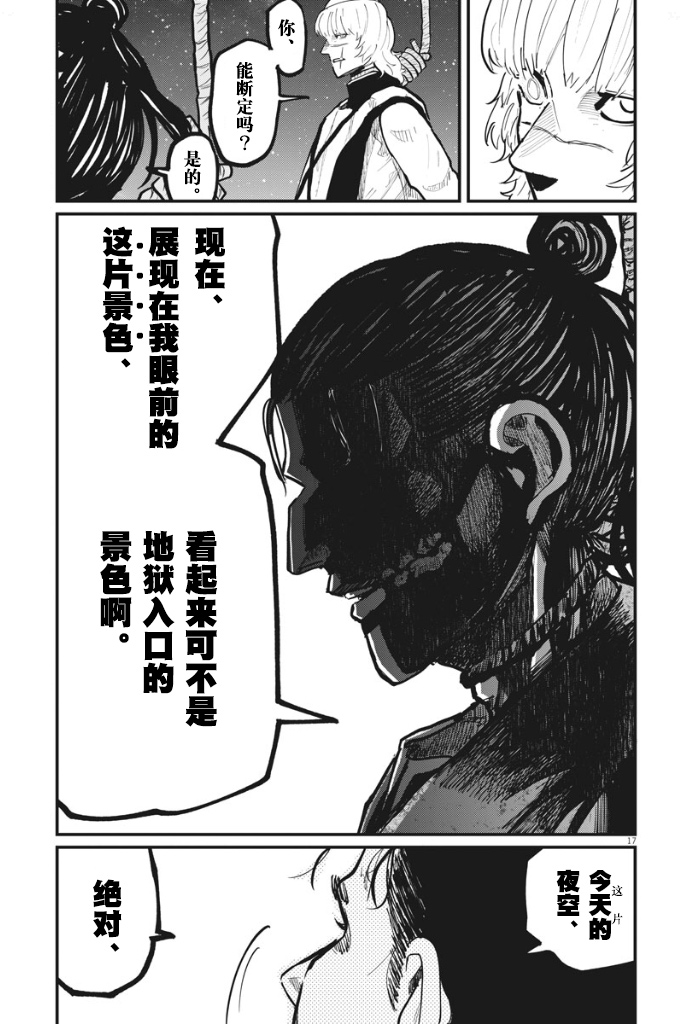 你、
能断定吗？
是的。
现在、
展现在我眼前的
这片景色、
看起来可不是
地狱入口的
景色啊。
17
今天的
这片
夜空、
绝对、